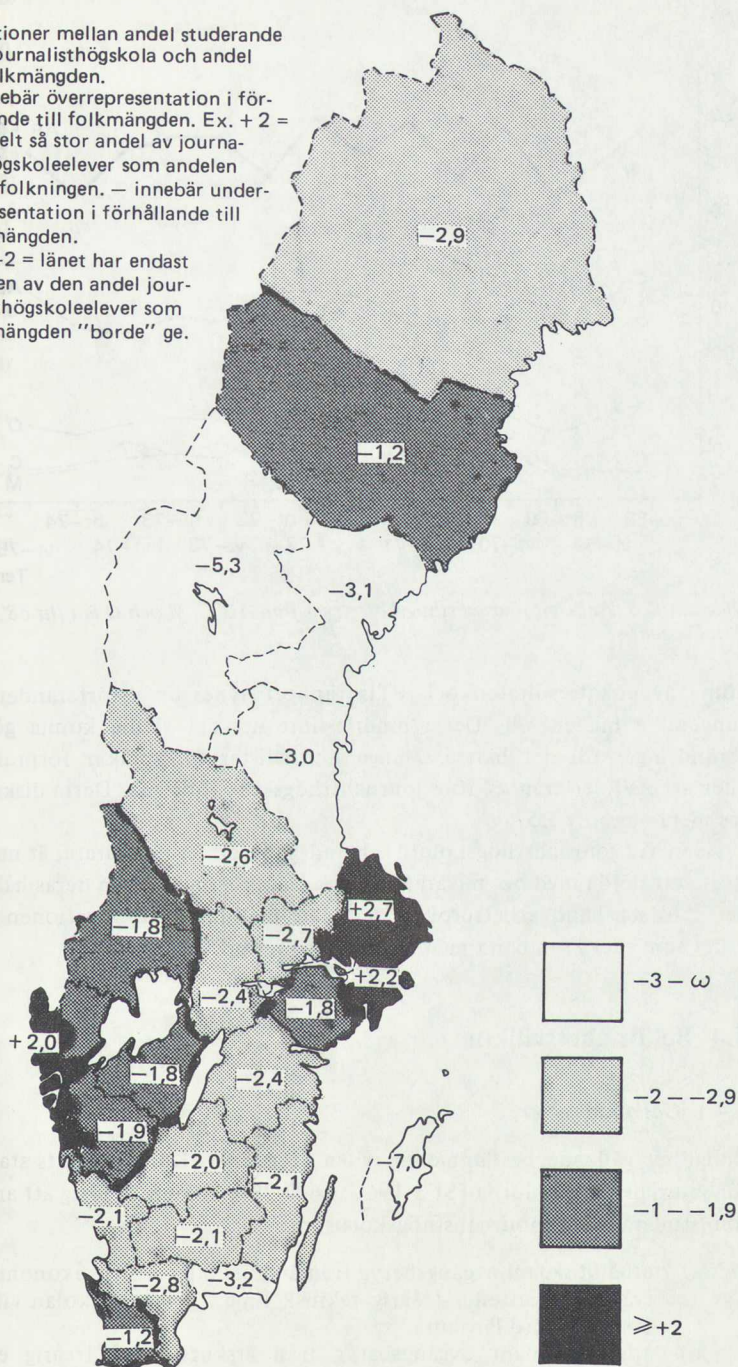 tioner mellan andel studerande
ournalisthögskola och andel
lkmängden.
nebär överrepresentation i för-
nde till folkmängden. Ex. + 2 =
elt så stor andel av journa-
ögskoleelever som andelen
folkningen. — innebär under-
sentation i förhållande till
mängden.
-2 = länet har endast
en av den andel jour-
högskoleelever som
mängden "borde" ge.
−2,9
−1,2
−5,3
−3,1
−3,0
−2,6
+2,7
−1,8
−2,7
+2,2
−2,4
−1,8
+2,0
−1,8
−2,4
−1,9
−2,0
−7,0
−2,1
−2,1
−2,1
−2,8
−3,2
−1,2
−3 − ω
−2 − −2,9
−1 − −1,9
≥+2